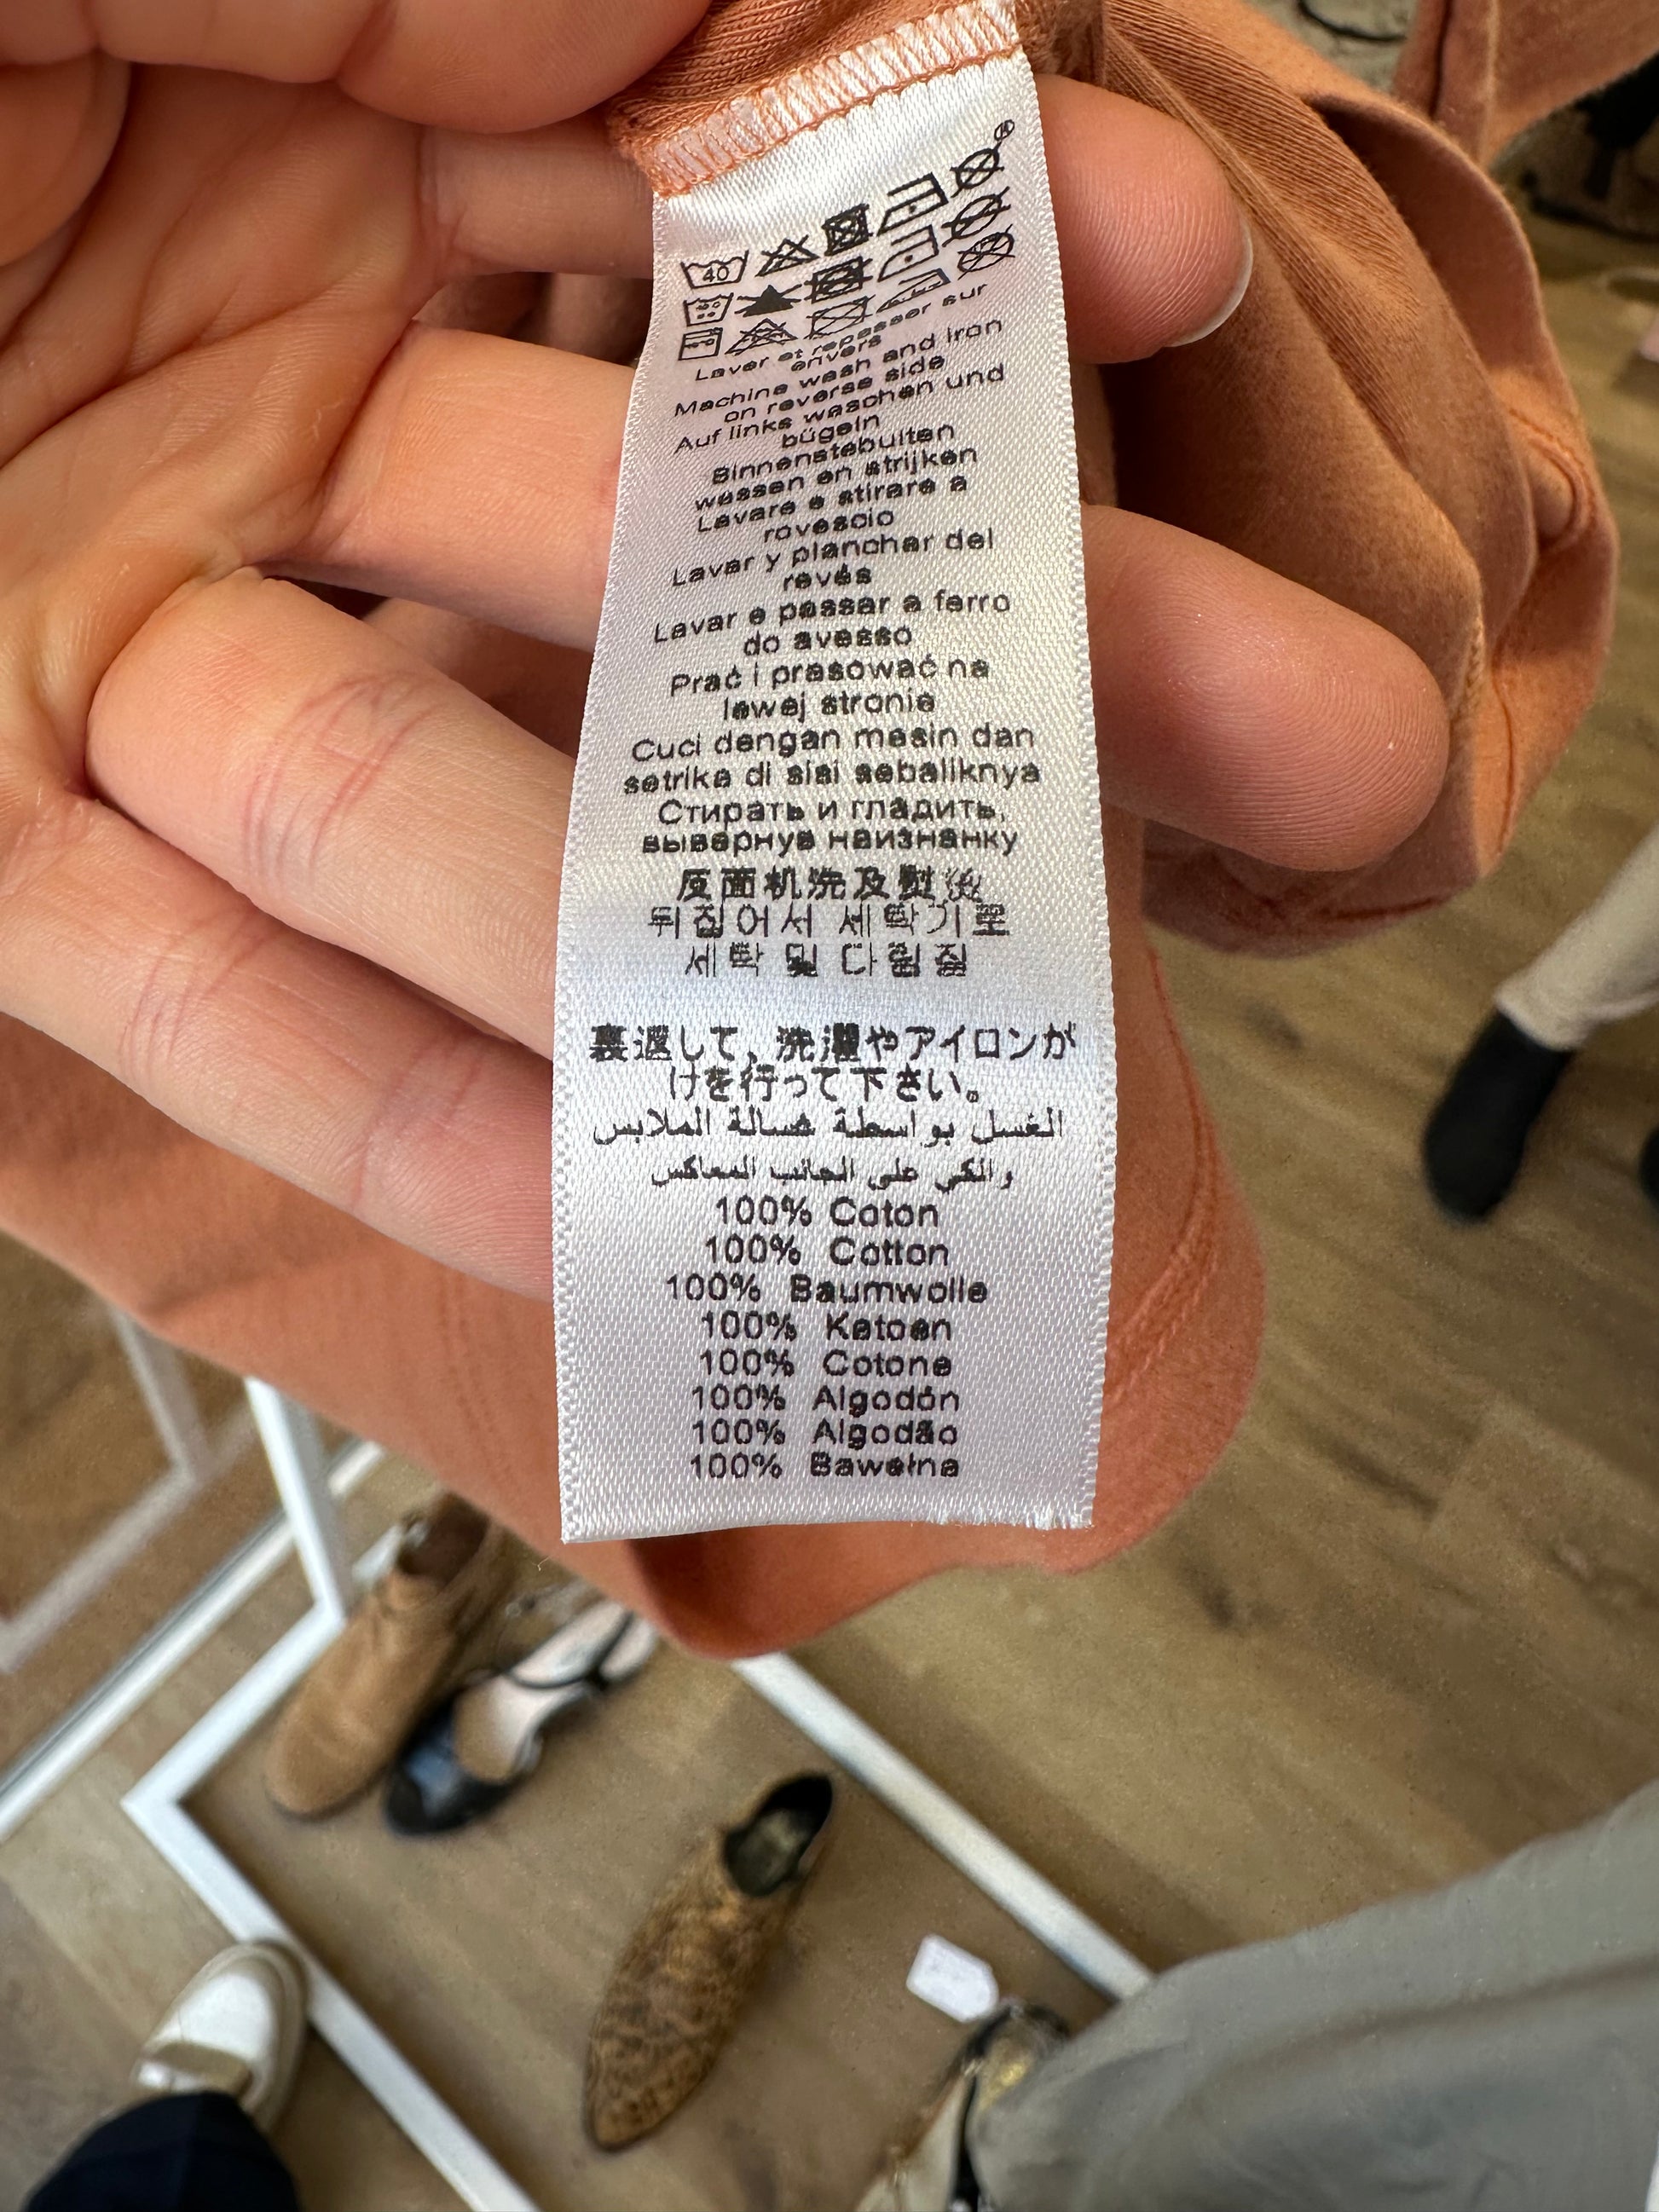 40
Laver et repasser sur
envers
Machine wash and iron
on reverse side
Auf links waschen und
bügeln
Binnenstebuiten
wassen en strijken
Lavare e stirare a
rovescio
Lavar y planchar del
revés
Lavar e passar a ferro
do avesso
Prać i prasować na
lewej stronie
Cuci dengan mesin dan
setrika di sisi sebaliknya
Стирать и гладить,
вывернув наизнанку
反面机洗及熨烫
뒤집어서 세탁기로
세탁 및 다림질
裏返して、洗濯やアイロンが
けを行って下さい。
الغسل بواسطة غسالة الملابس
والكي على الجانب المعاكس
100% Coton
100% Cotton
100% Baumwolle
100% Katoen
100% Cotone
100% Algodón
100% Algodão
100% Bawełna